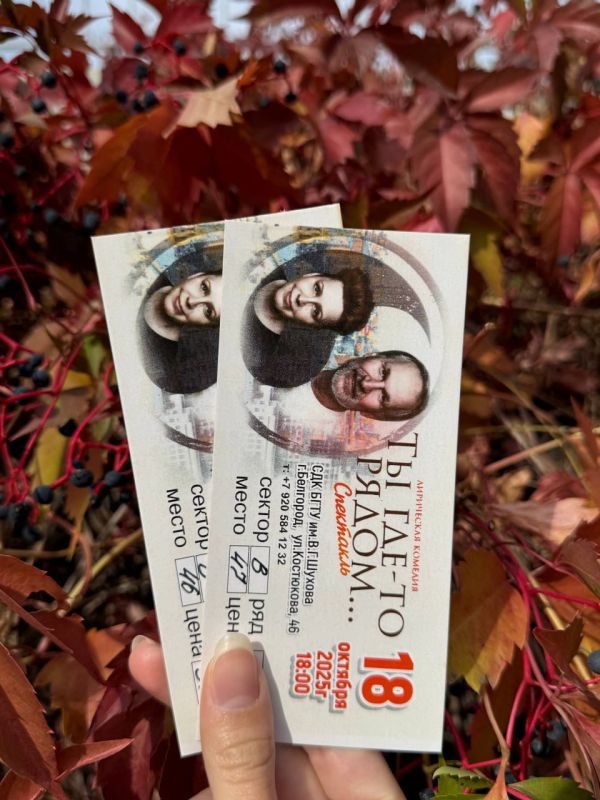 ЛИРИЧЕСКАЯ КОМЕДИЯ
ТЫ ГДЕ-ТО
РЯДОМ...
Спектакль
18
октября
2025г
18:00
СДК БГТУ им.В.Г.Шухова
г.Белгород, ул.Костюкова, 46
т: +7 920 584 12 32
сектор В ряд
место 47 цен
сектор
место 46 цена